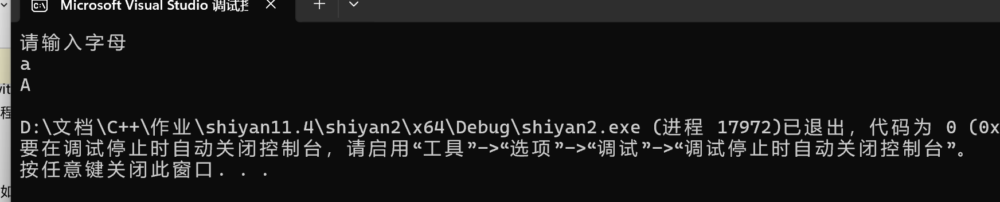 Microsoft Visual Studio 调试
请输入字母
a
A
D:\文档\C++\作业\shiyan11.4\shiyan2\x64\Debug\shiyan2.exe (进程 17972)已退出，代码为 0 (0x
要在调试停止时自动关闭控制台，请启用“工具”->“选项”->“调试”->“调试停止时自动关闭控制台”。
按任意键关闭此窗口. . .
程
如